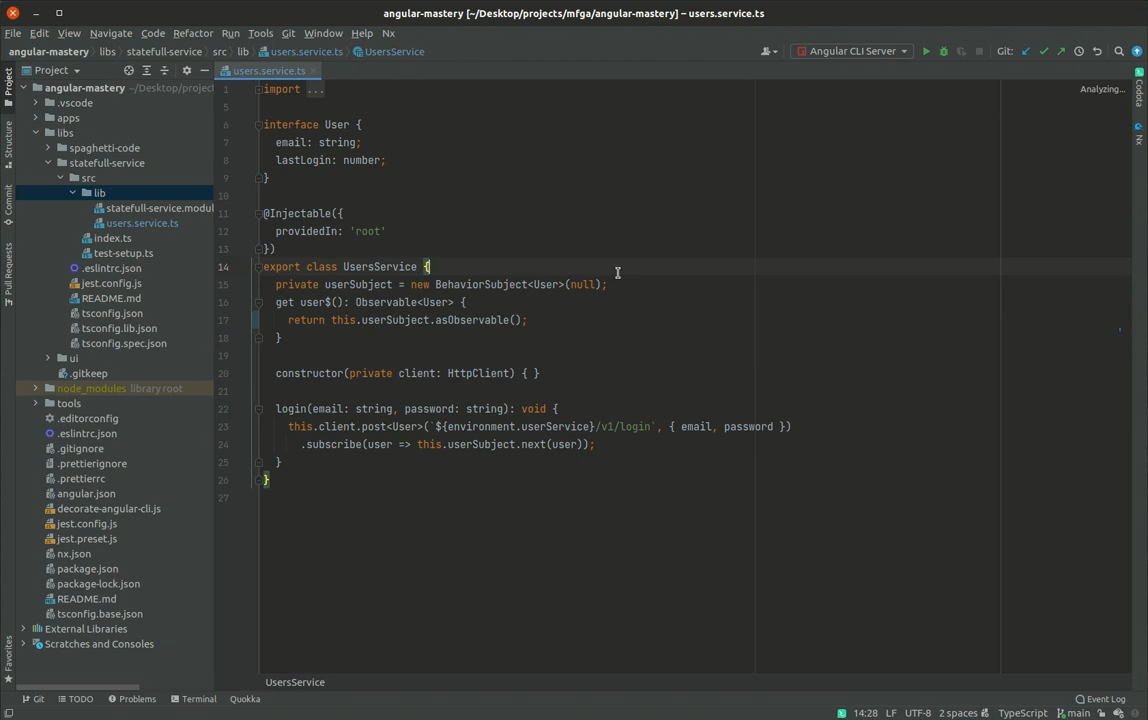 angular-mastery [~/Desktop/projects/mfga/angular-mastery] – users.service.ts
File Edit View Navigate Code Refactor Run Tools Git Window Help Nx
angular-mastery libs statefull-service src lib users.service.ts UsersService
Angular CLI Server Git:
Project
users.service.ts
Project
Structure
Commit
Pull Requests
Favorites
angular-mastery ~/Desktop/project
.vscode
apps
libs
spaghetti-code
statefull-service
src
lib
statefull-service.modul
users.service.ts
index.ts
test-setup.ts
.eslintrc.json
jest.config.js
README.md
tsconfig.json
tsconfig.lib.json
tsconfig.spec.json
ui
.gitkeep
node_modules library root
tools
.editorconfig
.eslintrc.json
.gitignore
.prettierignore
.prettierrc
angular.json
decorate-angular-cli.js
jest.config.js
jest.preset.js
nx.json
package.json
package-lock.json
README.md
tsconfig.base.json
External Libraries
Scratches and Consoles
1 import ...
5
6 interface User {
7 email: string;
8 lastLogin: number;
9 }
10
11 @Injectable({
12 providedIn: 'root'
13 })
14 export class UsersService {
15 private userSubject = new BehaviorSubject<User>(null);
16 get user$(): Observable<User> {
17 return this.userSubject.asObservable();
18 }
19
20 constructor(private client: HttpClient) { }
21
22 login(email: string, password: string): void {
23 this.client.post<User>(`${environment.userService}/v1/login`, { email, password })
24 .subscribe(user => this.userSubject.next(user));
25 }
26 }
27
Analyzing...
Codota
Nx
UsersService
Git TODO Problems Terminal Quokka Event Log
14:28 LF UTF-8 2 spaces TypeScript main